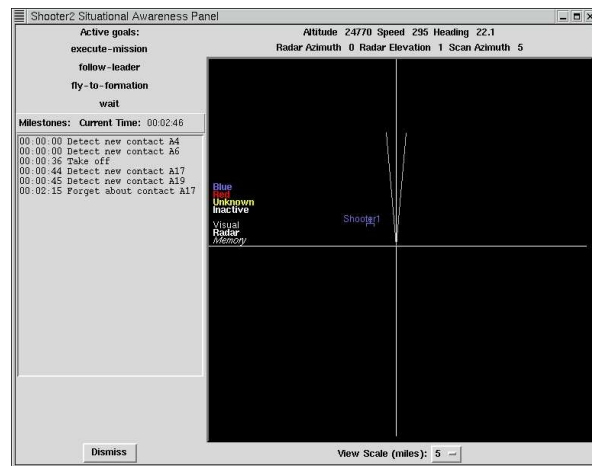 Shooter2 Situational Awareness Panel
Active goals:
execute-mission
follow-leader
fly-to-formation
wait
Milestones: Current Time: 00:02:46
00:00:00 Detect new contact A4
00:00:00 Detect new contact A6
00:00:36 Take off
00:00:44 Detect new contact A17
00:00:45 Detect new contact A19
00:02:15 Forget about contact A17
Dismiss
Altitude 24770 Speed 295 Heading 22.1
Radar Azimuth 0 Radar Elevation 1 Scan Azimuth 5
Blue
Red
Unknown
Inactive
Visual
Radar
Memory
Shooter1
View Scale (miles): 5